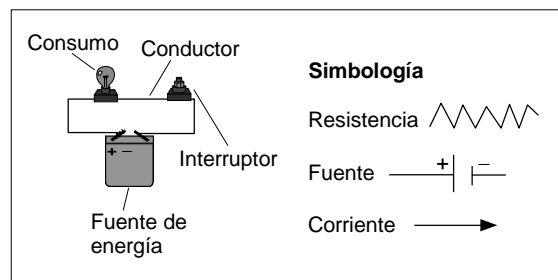 Consumo
Conductor
Interruptor
+ −
Fuente de
energía
Simbología
Resistencia
Fuente + −
Corriente